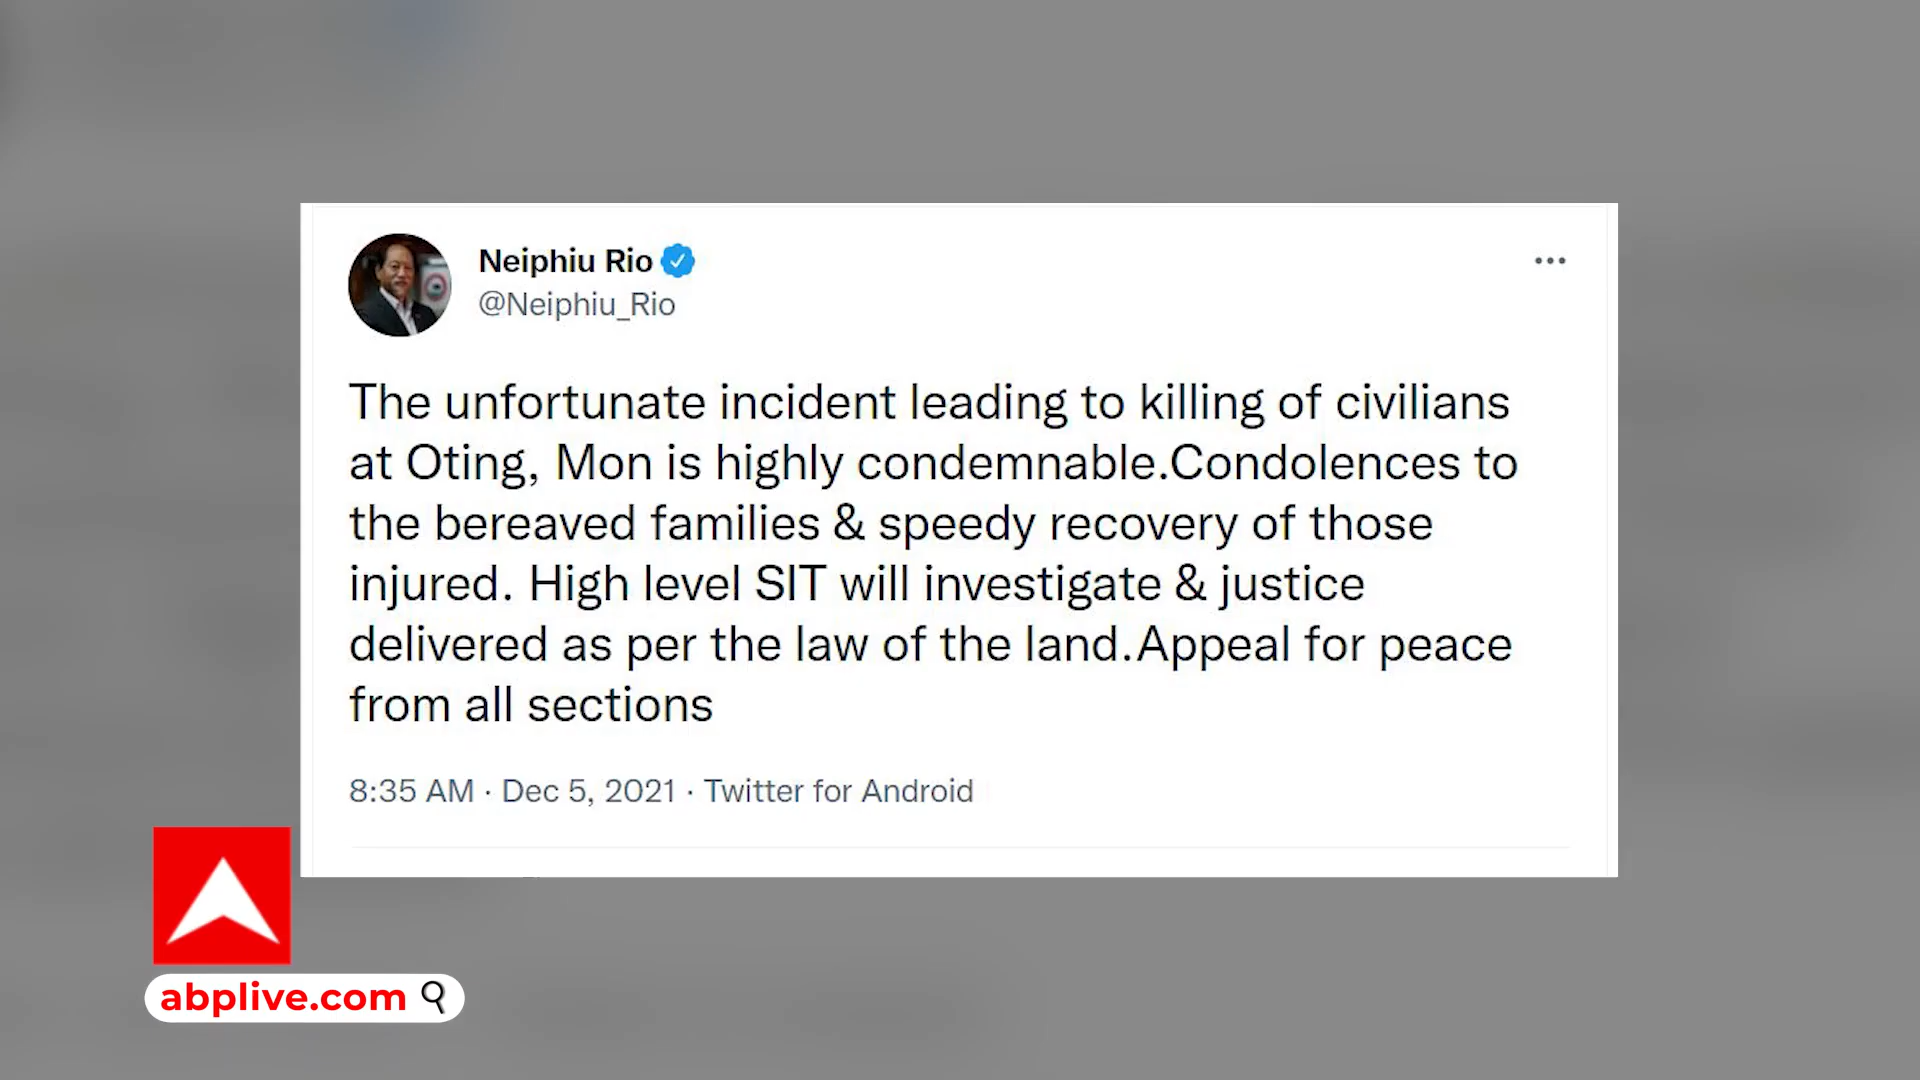 Neiphiu Rio
@Neiphiu_Rio
The unfortunate incident leading to killing of civilians
at Oting, Mon is highly condemnable.Condolences to
the bereaved families & speedy recovery of those
injured. High level SIT will investigate & justice
delivered as per the law of the land.Appeal for peace
from all sections
8:35 AM · Dec 5, 2021 · Twitter for Android
abplive.com